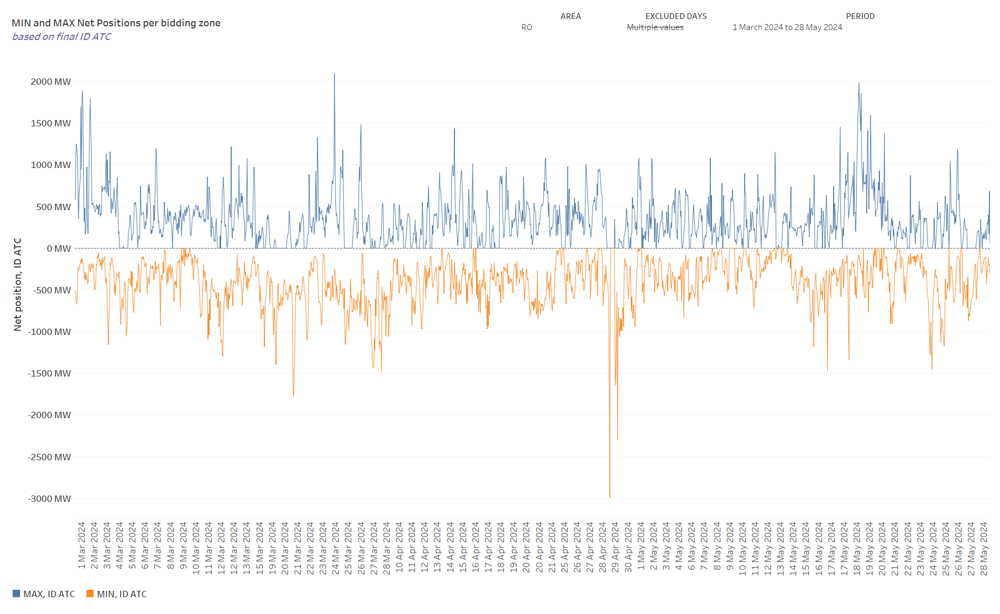 MIN and MAX Net Positions per bidding zone
based on final ID ATC
AREA
RO
EXCLUDED DAYS
Multiple values
PERIOD
1 March 2024 to 28 May 2024
Net position, ID ATC
2000 MW
1500 MW
1000 MW
500 MW
0 MW
-500 MW
-1000 MW
-1500 MW
-2000 MW
-2500 MW
-3000 MW
1 Mar 2024
2 Mar 2024
3 Mar 2024
4 Mar 2024
5 Mar 2024
6 Mar 2024
7 Mar 2024
8 Mar 2024
9 Mar 2024
10 Mar 2024
11 Mar 2024
12 Mar 2024
12 Mar 2024
13 Mar 2024
15 Mar 2024
19 Mar 2024
20 Mar 2024
21 Mar 2024
22 Mar 2024
23 Mar 2024
24 Mar 2024
25 Mar 2024
26 Mar 2024
27 Mar 2024
28 Mar 2024
10 Apr 2024
11 Apr 2024
12 Apr 2024
13 Apr 2024
14 Apr 2024
15 Apr 2024
16 Apr 2024
17 Apr 2024
18 Apr 2024
19 Apr 2024
20 Apr 2024
20 Apr 2024
21 Apr 2024
25 Apr 2024
26 Apr 2024
27 Apr 2024
28 Apr 2024
29 Apr 2024
30 Apr 2024
1 May 2024
2 May 2024
3 May 2024
4 May 2024
6 May 2024
7 May 2024
8 May 2024
9 May 2024
10 May 2024
11 May 2024
12 May 2024
13 May 2024
14 May 2024
15 May 2024
16 May 2024
17 May 2024
17 May 2024
18 May 2024
19 May 2024
20 May 2024
21 May 2024
22 May 2024
23 May 2024
24 May 2024
25 May 2024
26 May 2024
27 May 2024
28 May 2024
MAX, ID ATC
MIN, ID ATC